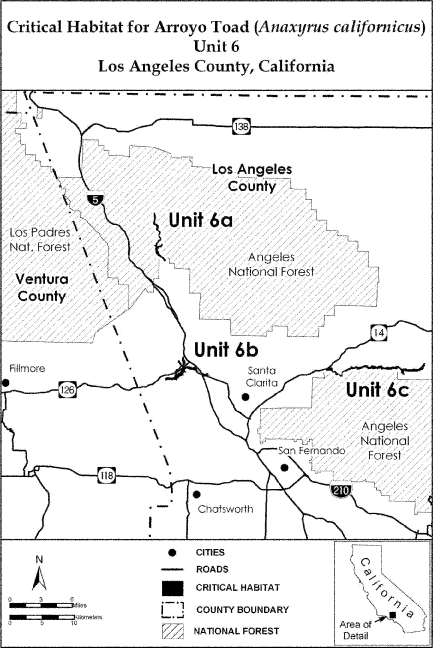 Critical Habitat for Arroyo Toad (Anaxyrus californicus)
Unit 6
Los Angeles County, California
138
Los Angeles
County
5
Unit 6a
Los Padres
Nat. Forest
Angeles
National Forest
Ventura
County
14
Unit 6b
Fillmore
Santa
Clarita
126
Unit 6c
Angeles
National
Forest
San Fernando
118
210
Chatsworth
N
0 3 6
Miles
0 5 10
Kilometers
CITIES
ROADS
CRITICAL HABITAT
COUNTY BOUNDARY
NATIONAL FOREST
California
Area of
Detail